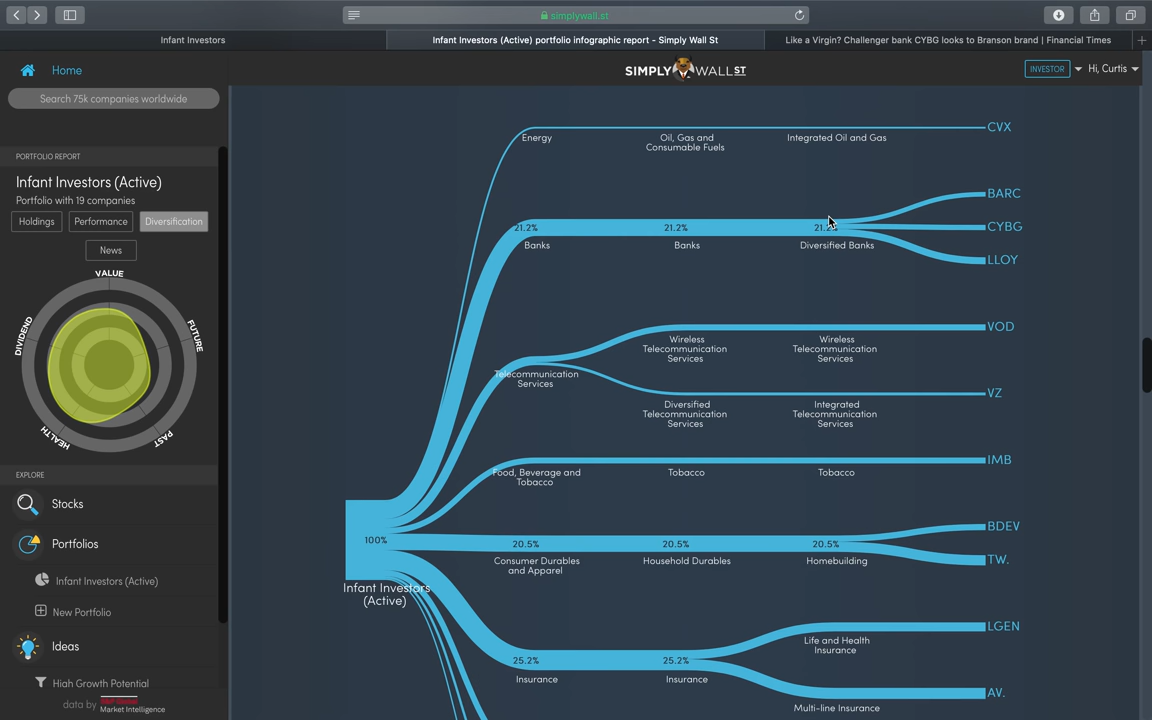 simplywall.st
Infant Investors
Infant Investors (Active) portfolio infographic report - Simply Wall St
Like a Virgin? Challenger bank CYBG looks to Branson brand | Financial Times
Home
SIMPLY WALL ST
INVESTOR
Hi, Curtis
Search 75k companies worldwide
PORTFOLIO REPORT
Infant Investors (Active)
Portfolio with 19 companies
Holdings
Performance
Diversification
News
VALUE
FUTURE
PAST
HEALTH
DIVIDEND
EXPLORE
Stocks
Portfolios
Infant Investors (Active)
New Portfolio
Ideas
High Growth Potential
data by
Market Intelligence
100%
Infant Investors
(Active)
Energy
Oil, Gas and
Consumable Fuels
Integrated Oil and Gas
CVX
21.2%
Banks
21.2%
Banks
21.2%
Diversified Banks
BARC
CYBG
LLOY
Telecommunication
Services
Wireless
Telecommunication
Services
Wireless
Telecommunication
Services
VOD
Diversified
Telecommunication
Services
Integrated
Telecommunication
Services
VZ
Food, Beverage and
Tobacco
Tobacco
Tobacco
IMB
20.5%
Consumer Durables
and Apparel
20.5%
Household Durables
20.5%
Homebuilding
BDEV
TW.
25.2%
Insurance
25.2%
Insurance
Life and Health
Insurance
LGEN
Multi-line Insurance
AV.